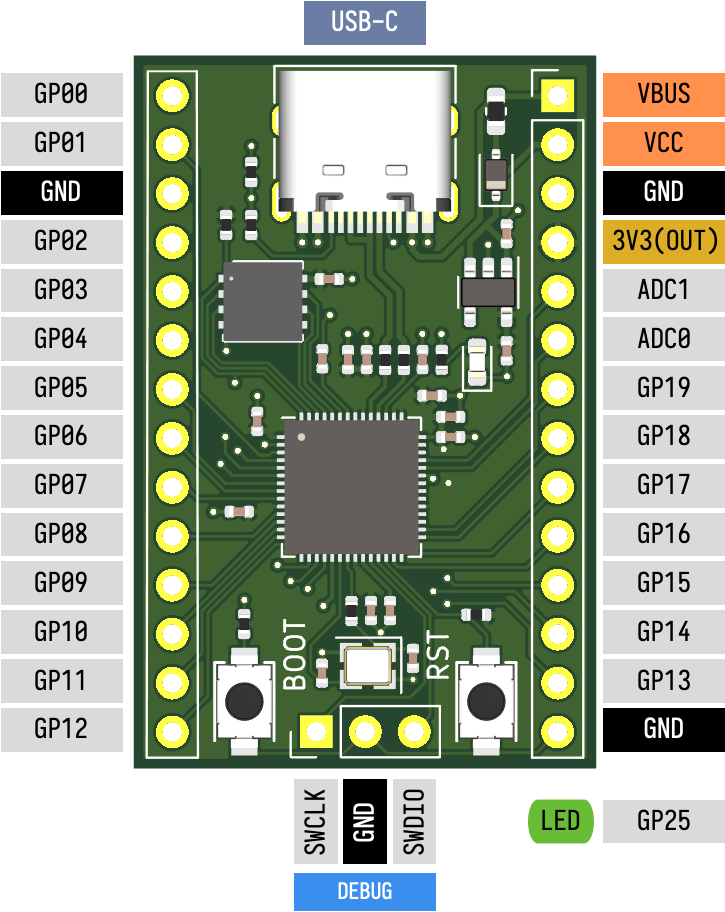 USB-C
GP00 VBUS
GP01 VCC
GND GND
GP02 3V3(OUT)
GP03 ADC1
GP04 ADC0
GP05 GP19
GP06 GP18
GP07 GP17
GP08 GP16
GP09 GP15
GP10 GP14
GP11 GP13
GP12 GND
BOOT
RST
SWCLK
GND
SWDIO
LED GP25
DEBUG